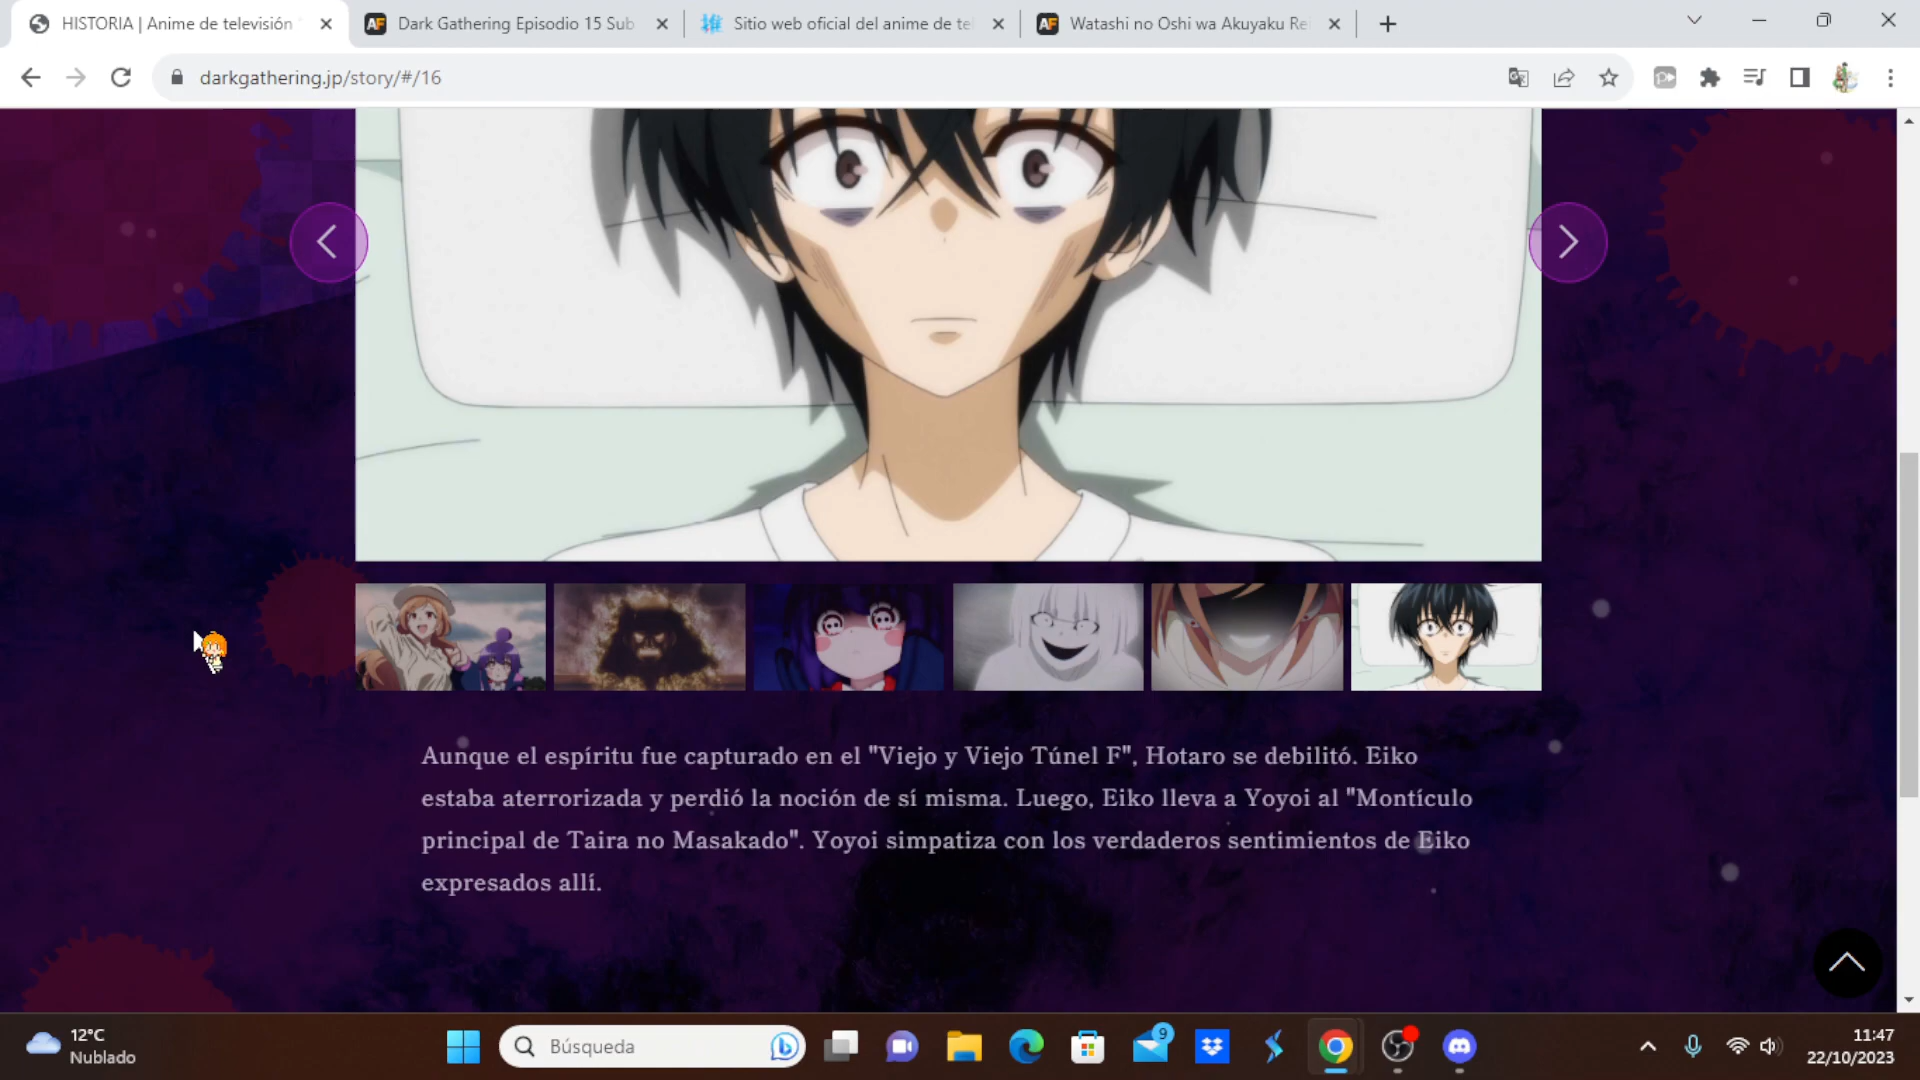 HISTORIA | Anime de televisión
Dark Gathering Episodio 15 Sub
Sitio web oficial del anime de te
Watashi no Oshi wa Akuyaku Re
darkgathering.jp/story/#/16
Aunque el espíritu fue capturado en el "Viejo y Viejo Túnel F", Hotaro se debilitó. Eiko
estaba aterrorizada y perdió la noción de sí misma. Luego, Eiko lleva a Yoyoi al "Montículo
principal de Taira no Masakado". Yoyoi simpatiza con los verdaderos sentimientos de Eiko
expresados allí.
12°C
Nublado
Búsqueda
9
11:47
22/10/2023